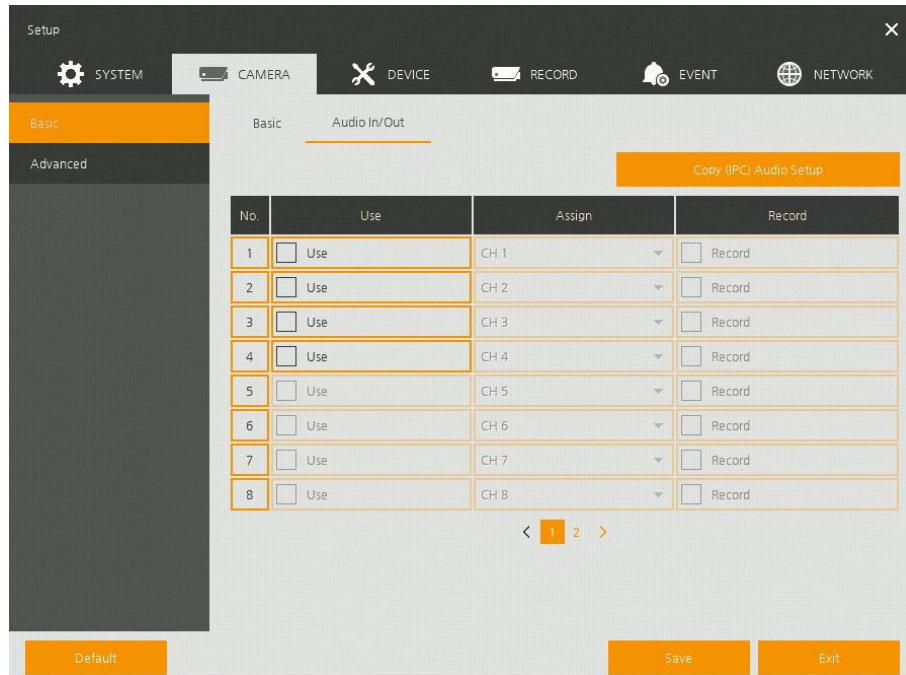 Setup
SYSTEM CAMERA DEVICE RECORD EVENT NETWORK
Basic Basic Audio In/Out
Advanced
Copy (IPC) Audio Setup
No. Use Assign Record
1 Use CH 1 Record
2 Use CH 2 Record
3 Use CH 3 Record
4 Use CH 4 Record
5 Use CH 5 Record
6 Use CH 6 Record
7 Use CH 7 Record
8 Use CH 8 Record
1 2
Default Save Exit